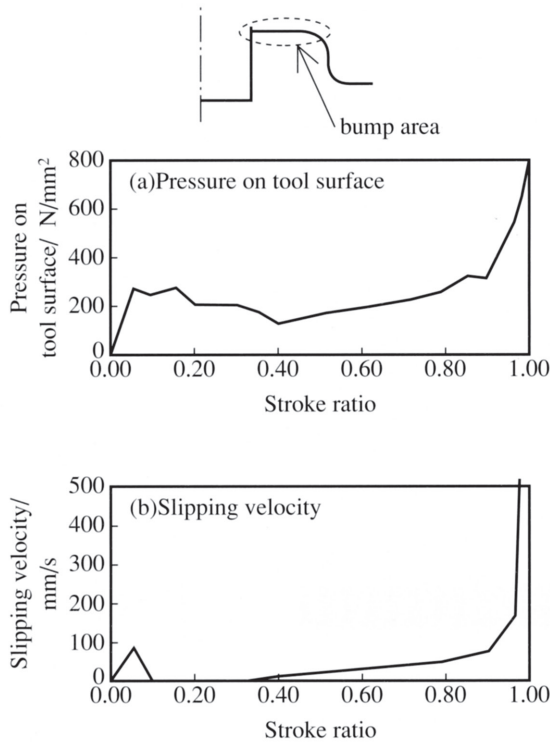 bump area
(a)Pressure on tool surface
Pressure on
tool surface/ N/mm²
800
600
400
200
0
0.00 0.20 0.40 0.60 0.80 1.00
Stroke ratio
(b)Slipping velocity
Slipping velocity/
mm/s
500
400
300
200
100
0
0.00 0.20 0.40 0.60 0.80 1.00
Stroke ratio